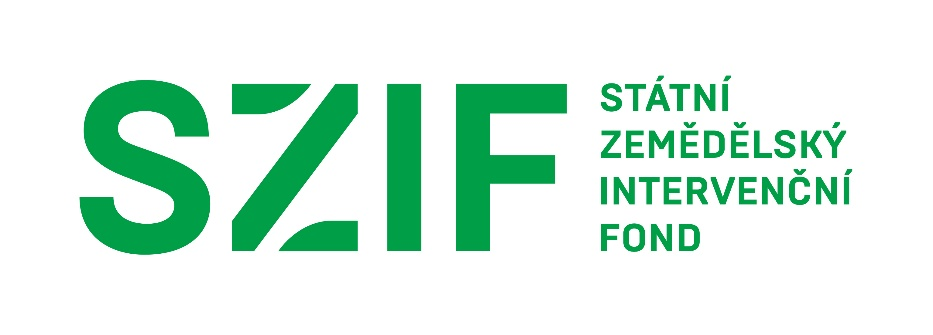 SZIF
STÁTNÍ
ZEMĚDĚLSKÝ
INTERVENČNÍ
FOND